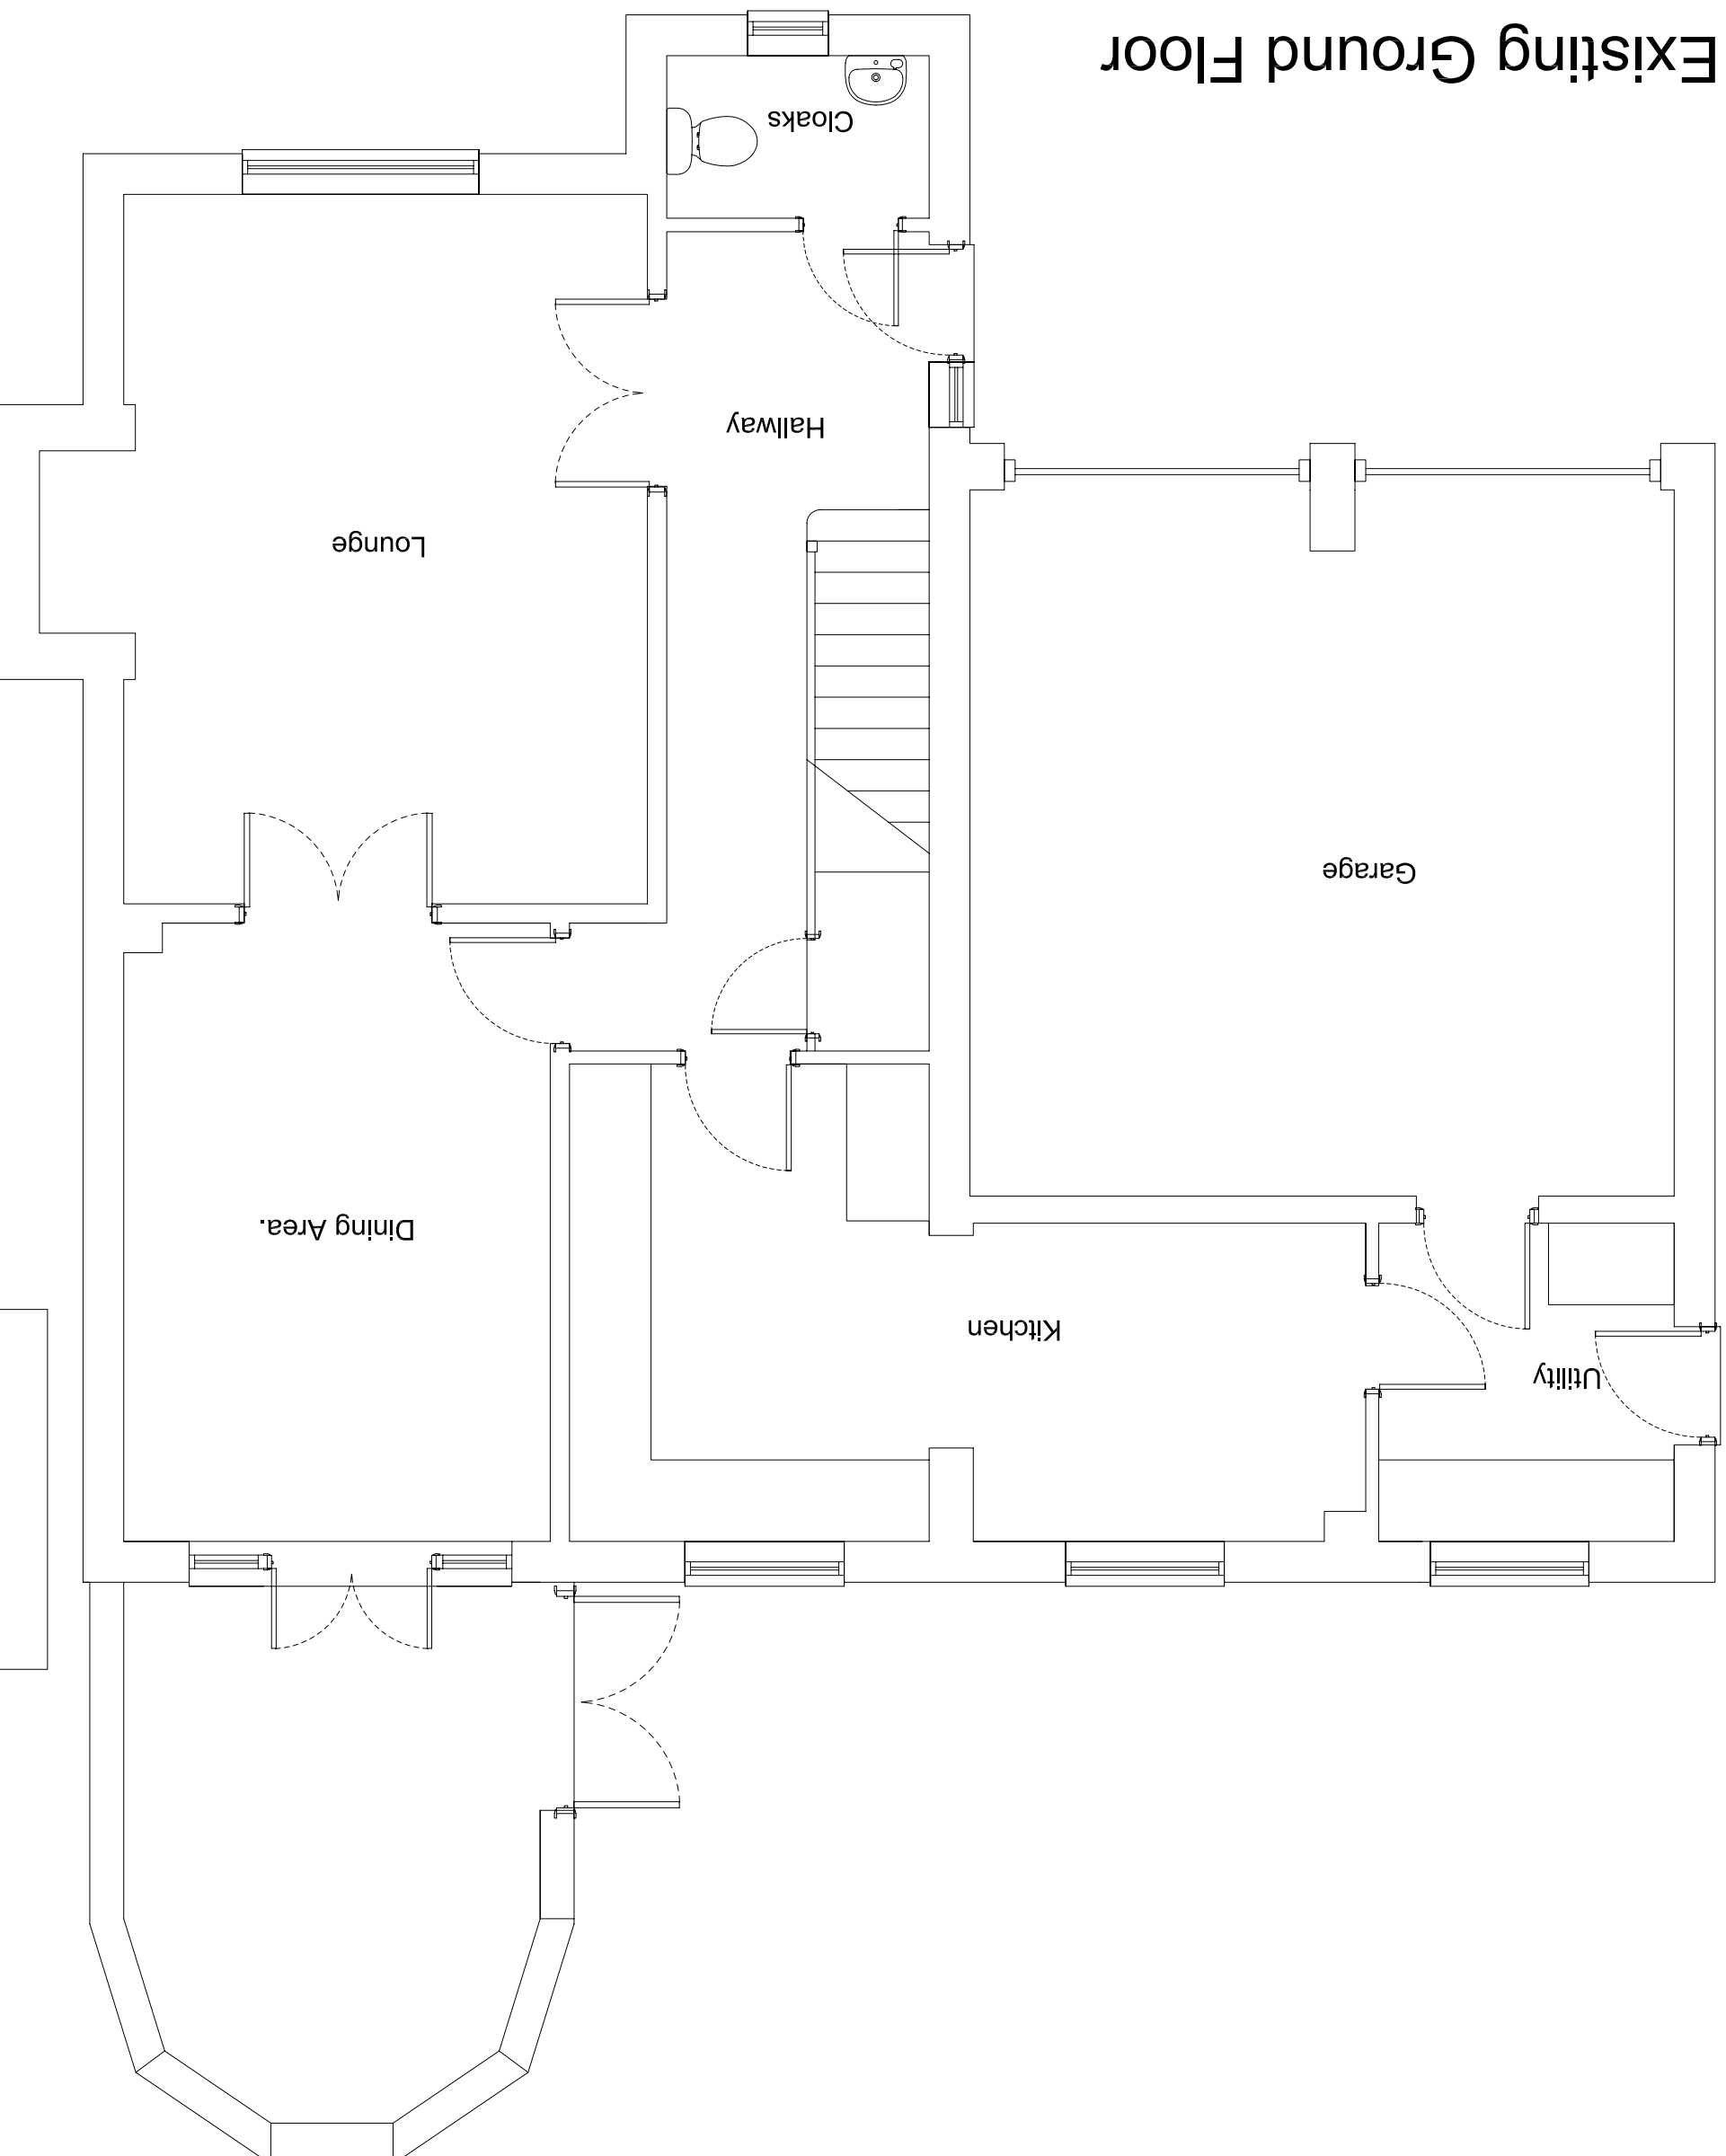 Utility
Kitchen
Dining Area.
Garage
Lounge
Hallway
Cloaks
Existing Ground Floor